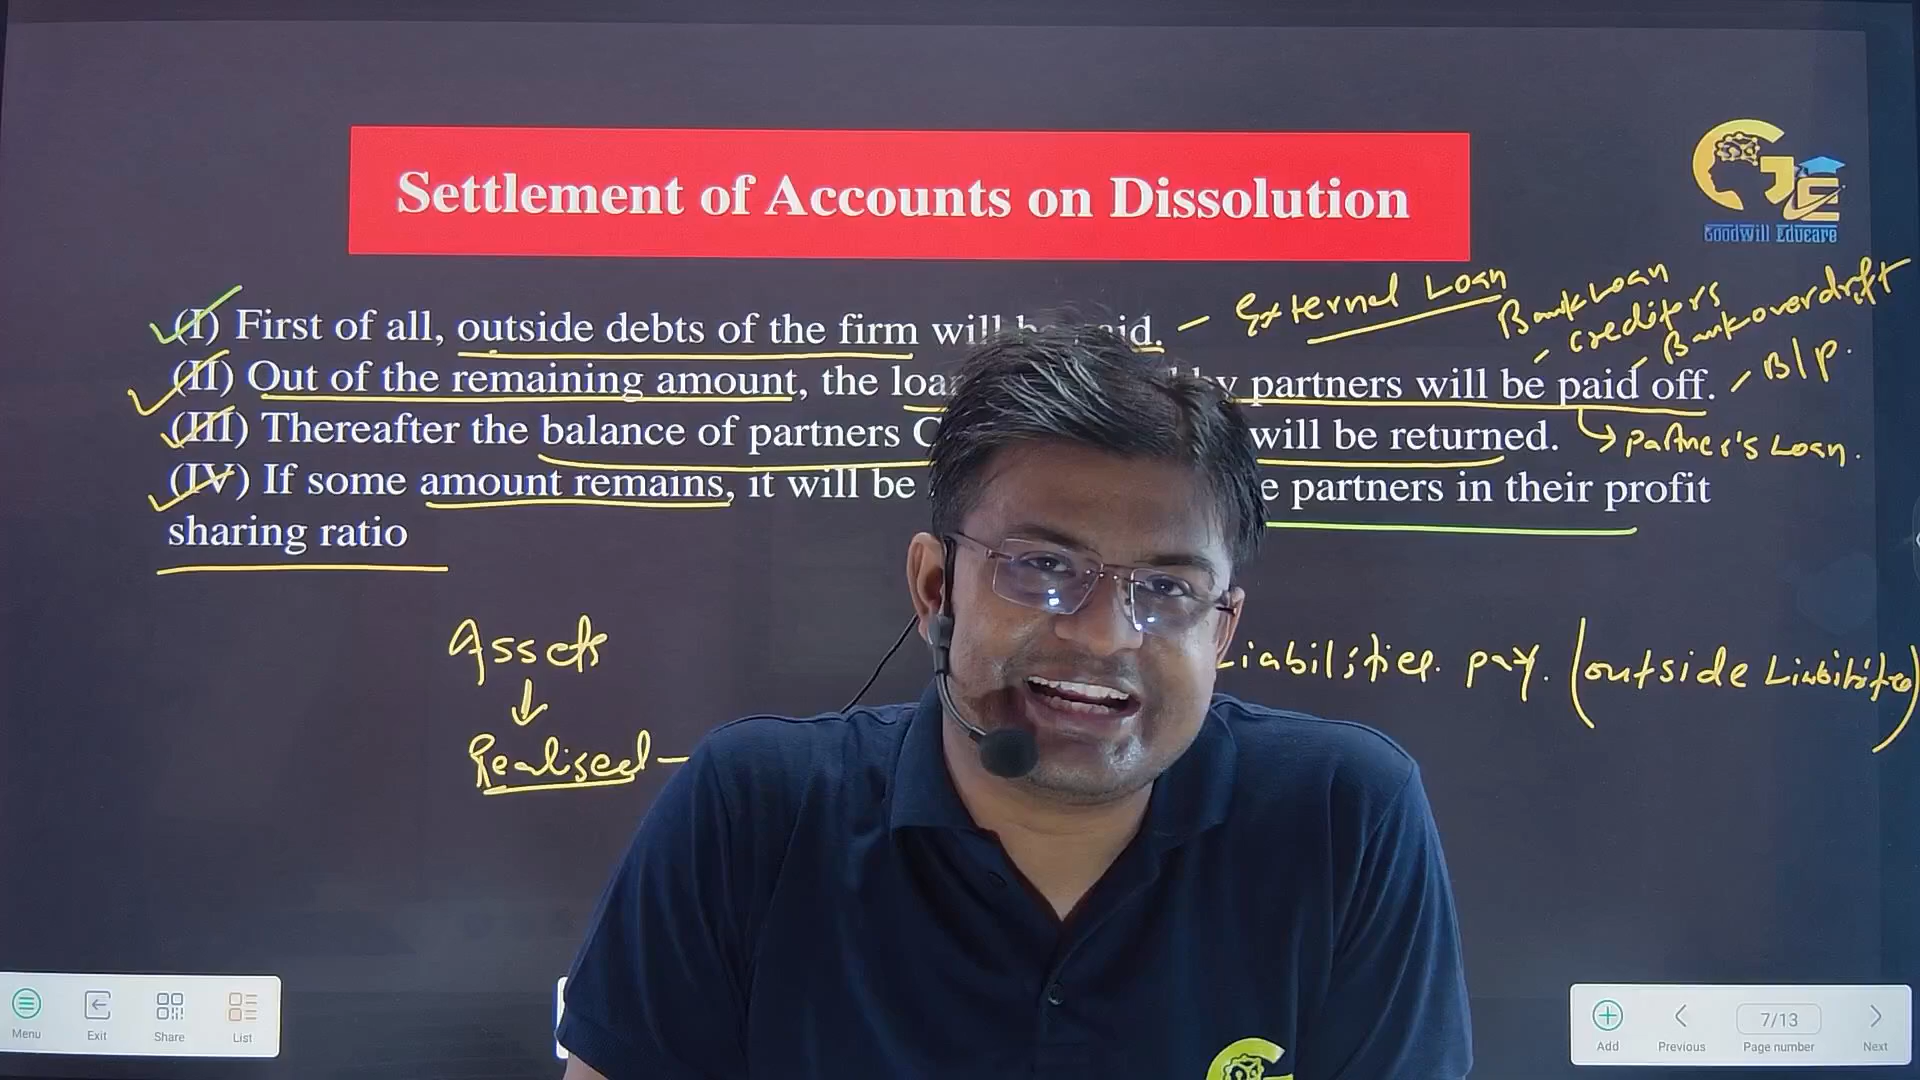 Settlement of Accounts on Dissolution
Goodwill Educare
(I) First of all, outside debts of the firm will paid.
External Loan
Bank Loan
Creditors
Bank overdraft
(II) Out of the remaining amount, the by partners will be paid off.
B/P.
(III) Thereafter the balance of partners will be returned.
Partner's Loan.
(IV) If some amount remains, it will be partners in their profit
sharing ratio
Assets
Liabilities pay. (outside Liabilities)
Realised
Menu
Exit
Share
List
Add
Previous
7/13
Page number
Next